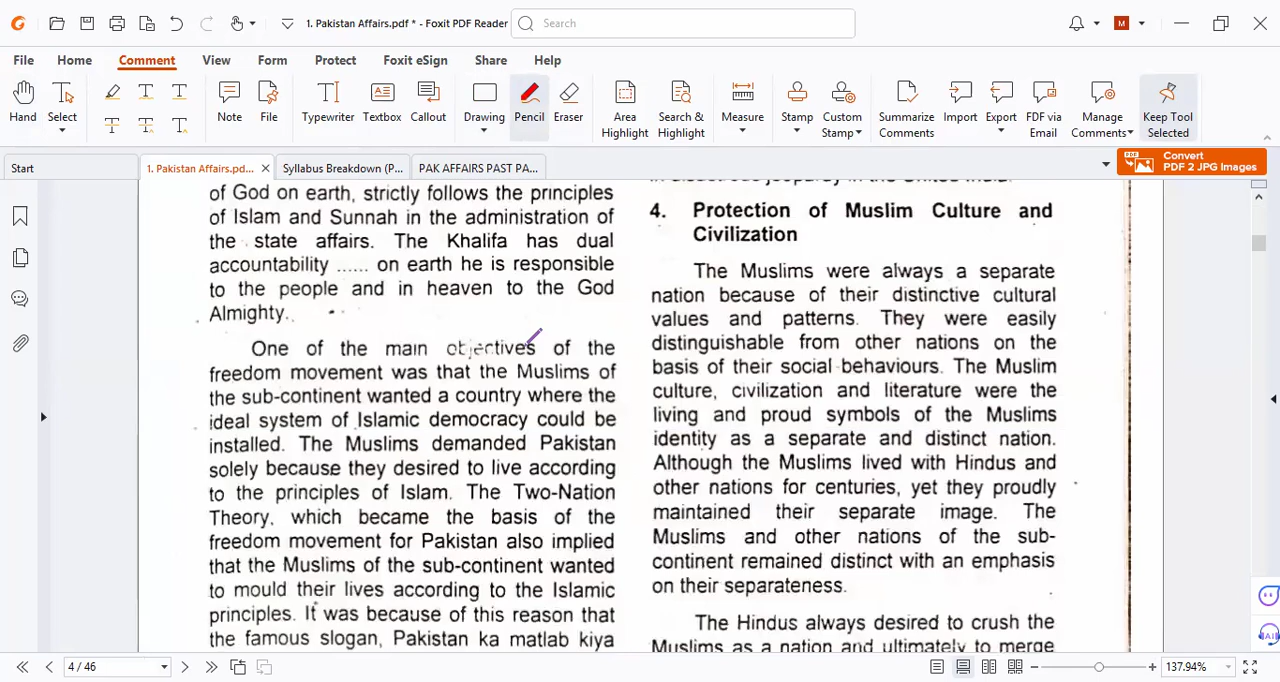 1. Pakistan Affairs.pdf * - Foxit PDF Reader
Search
M
File
Home
Comment
View
Form
Protect
Foxit eSign
Share
Help
Hand
Select
Note
File
Typewriter
Textbox
Callout
Drawing
Pencil
Eraser
Area
Highlight
Search &
Highlight
Measure
Stamp
Custom
Stamp
Summarize
Comments
Import
Export
FDF via
Email
Manage
Comments
Keep Tool
Selected
Start
1. Pakistan Affairs.pd...
Syllabus Breakdown (P...
PAK AFFAIRS PAST PA...
Convert
PDF 2 JPG Images
of God on earth, strictly follows the principles
of Islam and Sunnah in the administration of
the state affairs. The Khalifa has dual
accountability ...... on earth he is responsible
to the people and in heaven to the God
Almighty.
One of the main objectives of the
freedom movement was that the Muslims of
the sub-continent wanted a country where the
ideal system of Islamic democracy could be
installed. The Muslims demanded Pakistan
solely because they desired to live according
to the principles of Islam. The Two-Nation
Theory, which became the basis of the
freedom movement for Pakistan also implied
that the Muslims of the sub-continent wanted
to mould their lives according to the Islamic
principles. It was because of this reason that
the famous slogan, Pakistan ka matlab kiya
4. Protection of Muslim Culture and
Civilization
The Muslims were always a separate
nation because of their distinctive cultural
values and patterns. They were easily
distinguishable from other nations on the
basis of their social behaviours. The Muslim
culture, civilization and literature were the
living and proud symbols of the Muslims
identity as a separate and distinct nation.
Although the Muslims lived with Hindus and
other nations for centuries, yet they proudly
maintained their separate image. The
Muslims and other nations of the sub-
continent remained distinct with an emphasis
on their separateness.
The Hindus always desired to crush the
Muslims as a nation and ultimately to merge
4 / 46
137.94%